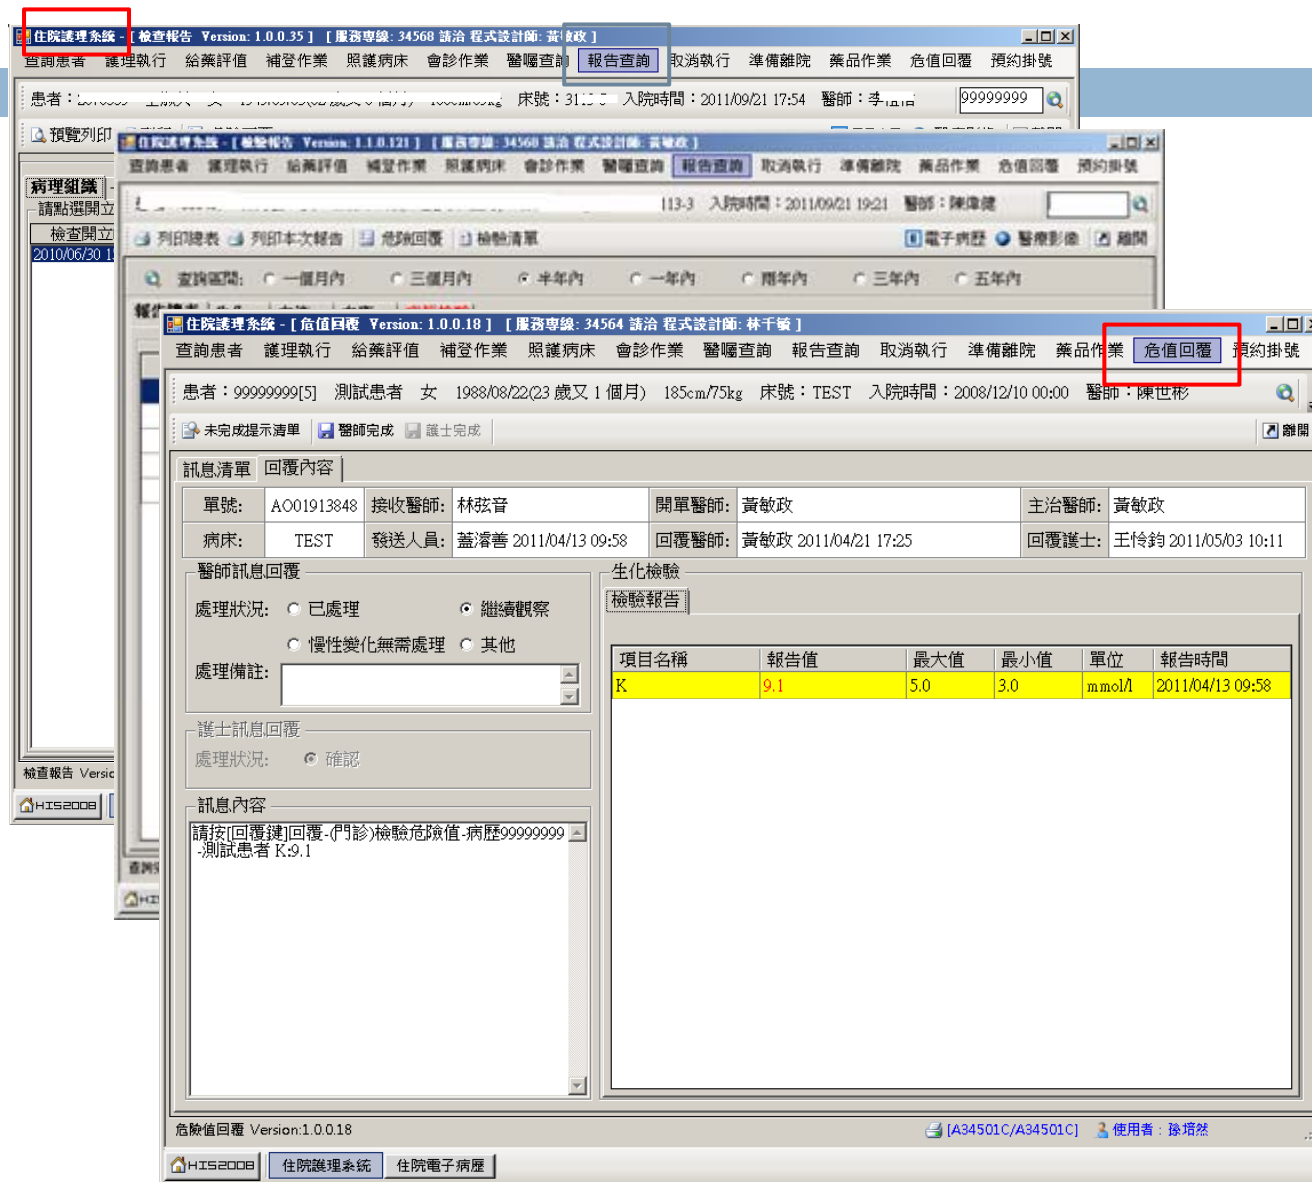 住院護理系統 - [ 檢查報告 Version: 1.0.0.35 ] [ 服務專線: 34568 請洽 程式設計師: 黃敏政 ]
查詢患者 護理執行 給藥評值 補登作業 照護病床 會診作業 醫囑查詢 報告查詢 取消執行 準備離院 藥品作業 危值回覆 預約掛號
患者： 床號： 入院時間：2011/09/21 17:54 醫師： 99999999
預覽列印
病理組織
請點選開立
檢查開立
2010/06/30 1
檢查報告 Versio
HIS2008
住院護理系統 - [ 檢驗報告 Version: 1.1.0.121 ] [ 服務專線: 34568 請洽 程式設計師: 黃敏政 ]
查詢患者 護理執行 給藥評值 補登作業 照護病床 會診作業 醫囑查詢 報告查詢 取消執行 準備離院 藥品作業 危值回覆 預約掛號
113-3 入院時間：2011/09/21 19:21 醫師：陳偉健
列印總表 列印本次報告 危險回覆 檢驗清單 電子病歷 醫療影像 離開
查詢區間: 一個月內 三個月內 半年內 一年內 兩年內 三年內 五年內
住院護理系統 - [ 危值回覆 Version: 1.0.0.18 ] [ 服務專線: 34564 請洽 程式設計師: 林千毓 ]
查詢患者 護理執行 給藥評值 補登作業 照護病床 會診作業 醫囑查詢 報告查詢 取消執行 準備離院 藥品作業 危值回覆 預約掛號
患者：99999999[5] 測試患者 女 1988/08/22(23 歲又 1 個月) 185cm/75kg 床號：TEST 入院時間：2008/12/10 00:00 醫師：陳世彬
未完成提示清單 醫師完成 護士完成 離開
訊息清單 回覆內容
單號: AO01913848 接收醫師: 林弦音 開單醫師: 黃敏政 主治醫師: 黃敏政
病床: TEST 發送人員: 蓋濬善 2011/04/13 09:58 回覆醫師: 黃敏政 2011/04/21 17:25 回覆護士: 王怜鈞 2011/05/03 10:11
醫師訊息回覆
處理狀況: 已處理 繼續觀察
慢性變化無需處理 其他
處理備註:
護士訊息回覆
處理狀況: 確認
訊息內容
請按[回覆鍵]回覆-(門診)檢驗危險值-病歷99999999
-測試患者 K:9.1
生化檢驗
檢驗報告
項目名稱 報告值 最大值 最小值 單位 報告時間
K 9.1 5.0 3.0 mmol/l 2011/04/13 09:58
危險值回覆 Version:1.0.0.18 [A34501C/A34501C] 使用者：孫培然
HIS2008 住院護理系統 住院電子病歷